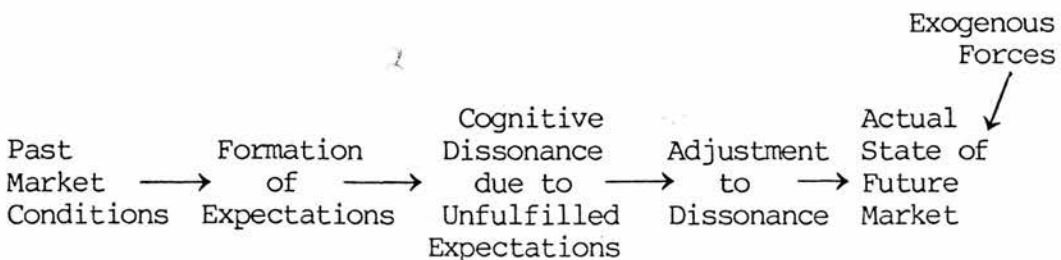 Exogenous
Forces
Past
Market
Conditions
Formation
of
Expectations
Cognitive
Dissonance
due to
Unfulfilled
Expectations
Adjustment
to
Dissonance
Actual
State of
Future
Market